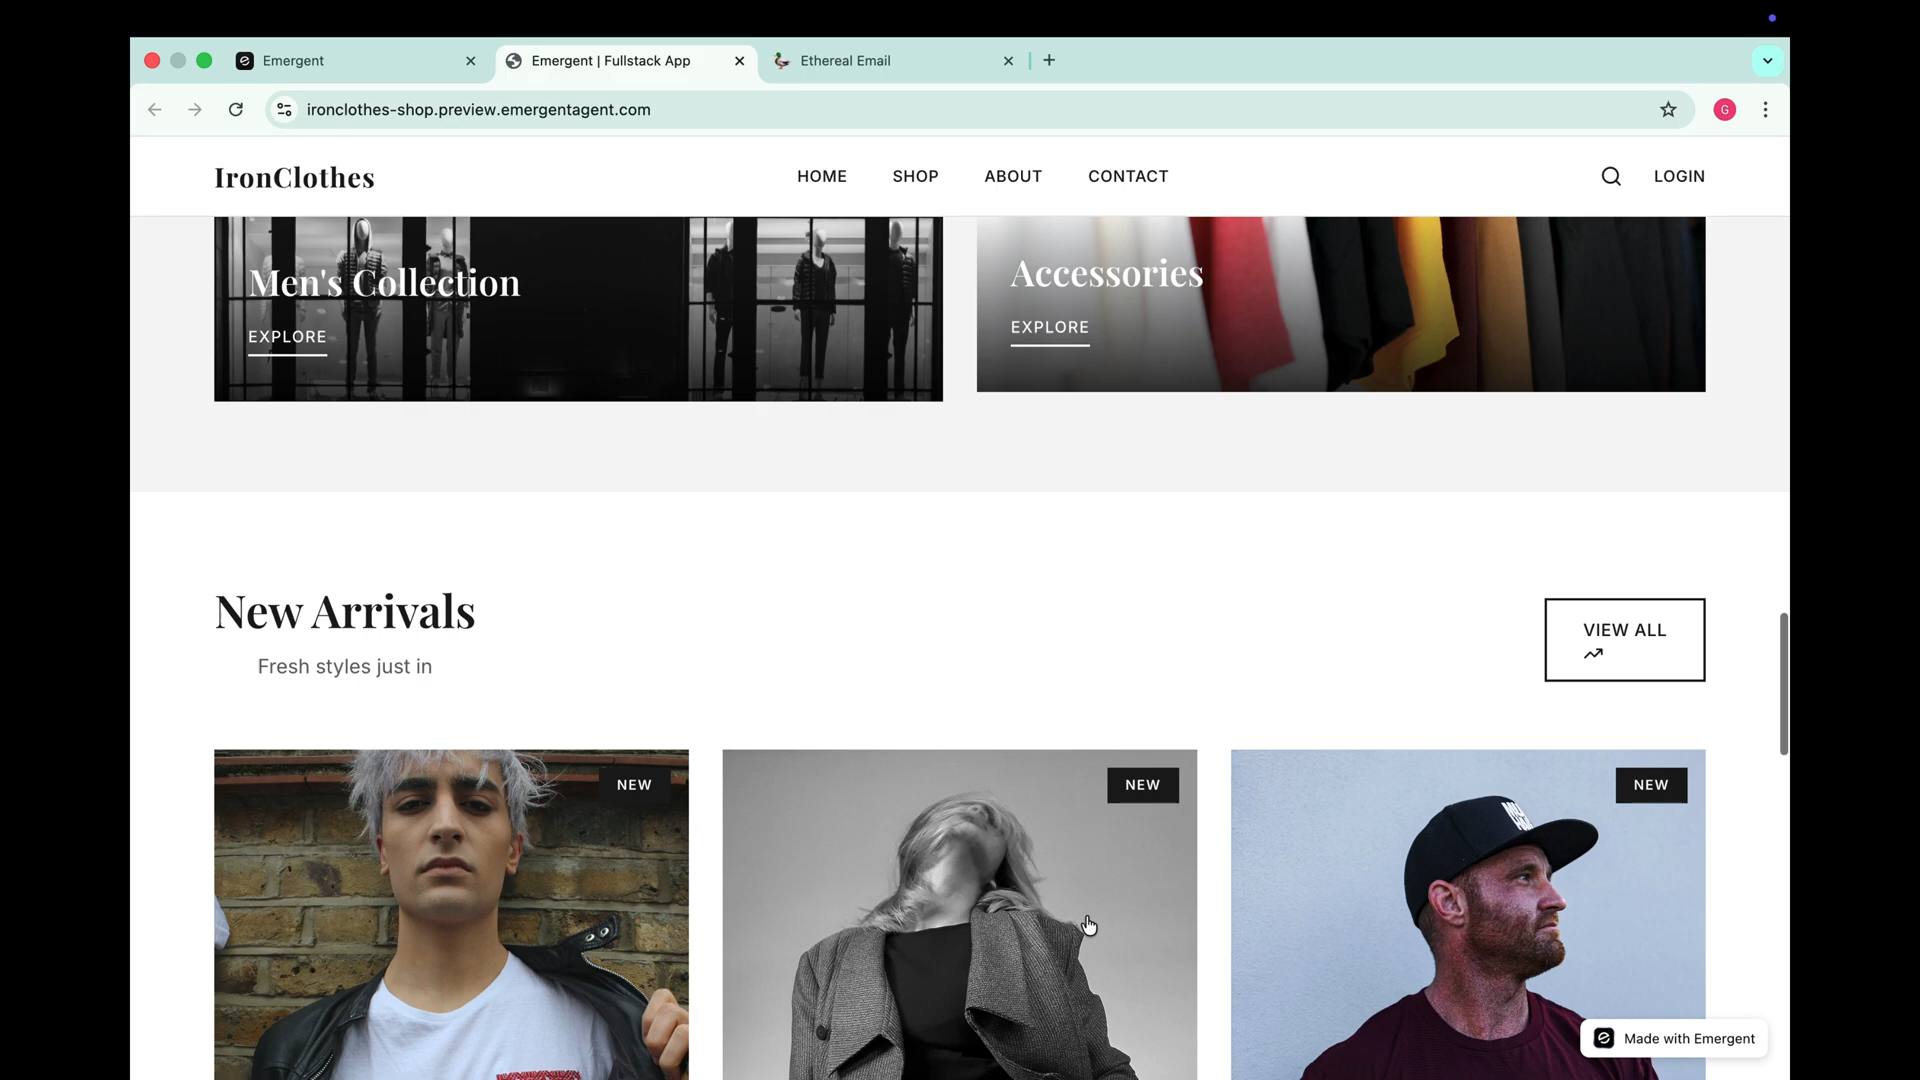 Emergent
Emergent | Fullstack App
Ethereal Email
ironclothes-shop.preview.emergentagent.com
G
IronClothes
HOME
SHOP
ABOUT
CONTACT
LOGIN
Men's Collection
EXPLORE
Accessories
EXPLORE
New Arrivals
Fresh styles just in
VIEW ALL
NEW
NEW
NEW
Made with Emergent